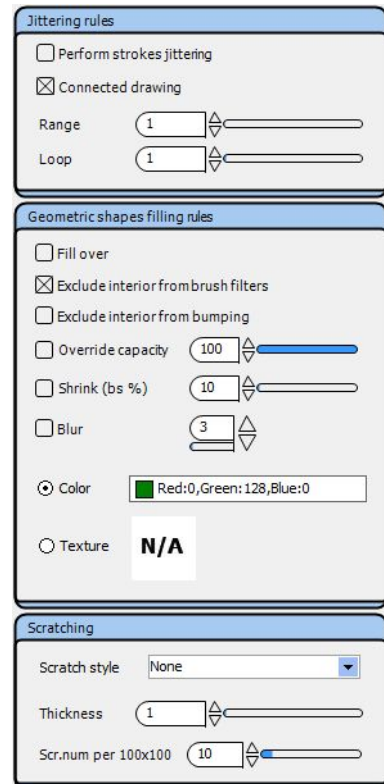 Jittering rules
Perform strokes jittering
Connected drawing
Range 1
Loop 1
Geometric shapes filling rules
Fill over
Exclude interior from brush filters
Exclude interior from bumping
Override capacity 100
Shrink (bs %) 10
Blur 3
Color Red:0,Green:128,Blue:0
Texture N/A
Scratching
Scratch style None
Thickness 1
Scr.num per 100x100 10